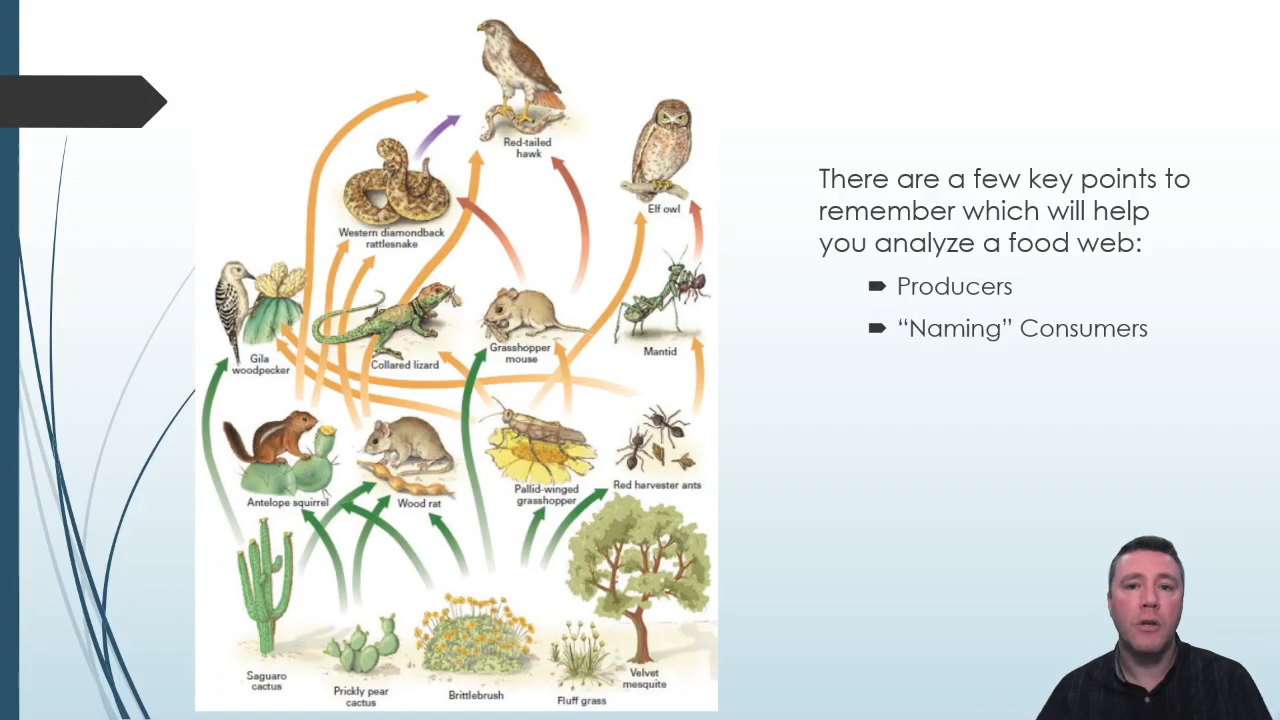 Red-tailed
hawk
Elf owl
Western diamondback
rattlesnake
Gila
woodpecker
Collared lizard
Grasshopper
mouse
Mantid
Antelope squirrel
Wood rat
Pallid-winged
grasshopper
Red harvester ants
Saguaro
cactus
Prickly pear
cactus
Brittlebrush
Fluff grass
Velvet
mesquite
There are a few key points to
remember which will help
you analyze a food web:
Producers
“Naming” Consumers